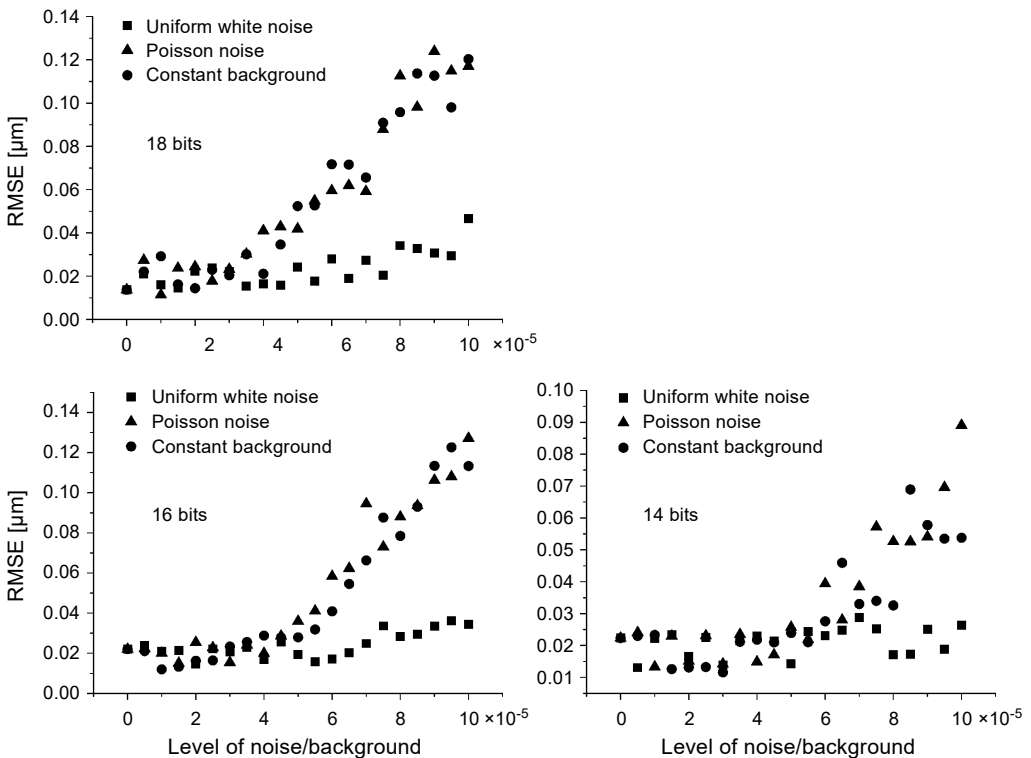 0.14
0.12
0.10
0.08
0.06
0.04
0.02
0.00
RMSE [µm]
Uniform white noise
Poisson noise
Constant background
18 bits
0 2 4 6 8 10 ×10-5
0.14
0.12
0.10
0.08
0.06
0.04
0.02
0.00
RMSE [µm]
Uniform white noise
Poisson noise
Constant background
16 bits
0 2 4 6 8 10 ×10-5
Level of noise/background
0.10
0.09
0.08
0.07
0.06
0.05
0.04
0.03
0.02
0.01
Uniform white noise
Poisson noise
Constant background
14 bits
0 2 4 6 8 10 ×10-5
Level of noise/background